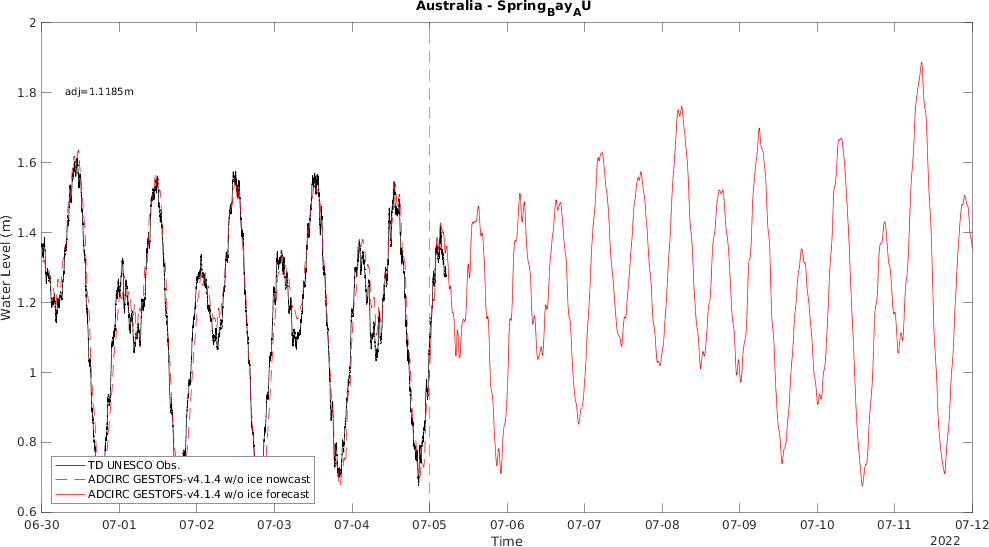 Australia - SpringBayAU
adj=1.1185m
Water Level (m)
2
1.8
1.6
1.4
1.2
1
0.8
0.6
TD UNESCO Obs.
ADCIRC GESTOFS-v4.1.4 w/o ice nowcast
ADCIRC GESTOFS-v4.1.4 w/o ice forecast
06-30 07-01 07-02 07-03 07-04 07-05 07-06 07-07 07-08 07-09 07-10 07-11 07-12
Time
2022